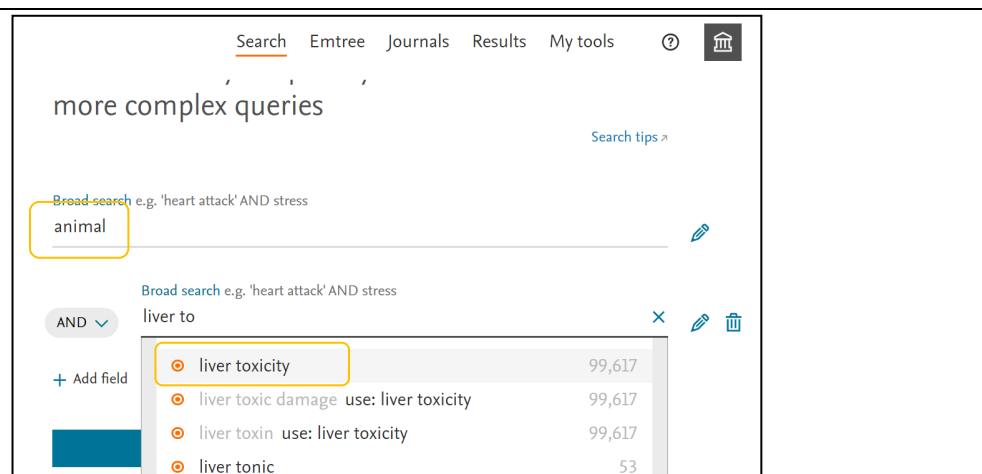 Search Emtree Journals Results My tools
more complex queries
Search tips
Broad search e.g. 'heart attack' AND stress
animal
Broad search e.g. 'heart attack' AND stress
AND liver to
liver toxicity 99,617
+ Add field
liver toxic damage use: liver toxicity 99,617
liver toxin use: liver toxicity 99,617
liver tonic 53